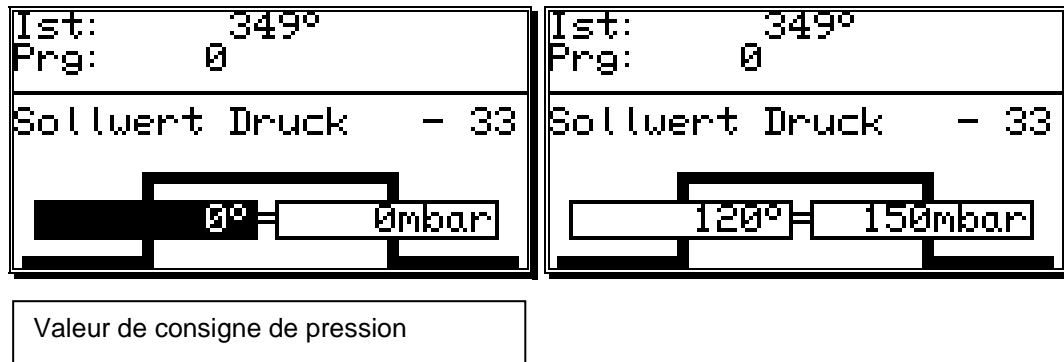 Ist: 349°
Prg: 0
Sollwert Druck - 33
0°=0mbar
Ist: 349°
Prg: 0
Sollwert Druck - 33
120°=150mbar
Valeur de consigne de pression